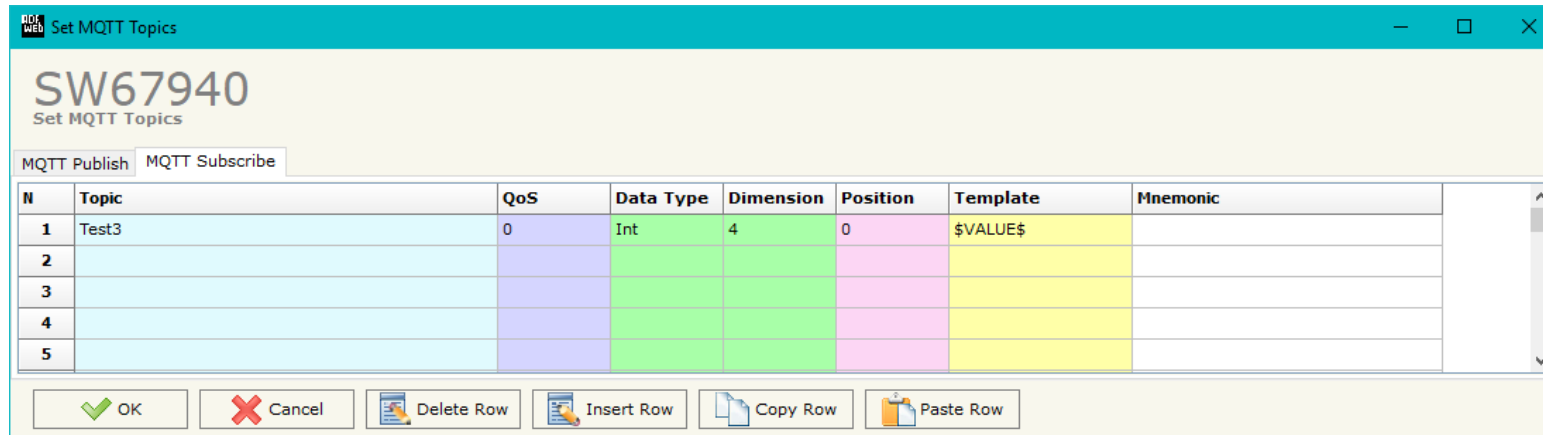 ADF
WEB Set MQTT Topics
SW67940
Set MQTT Topics
MQTT Publish MQTT Subscribe
N Topic QoS Data Type Dimension Position Template Mnemonic
1 Test3 0 Int 4 0 $VALUE$
2
3
4
5
OK Cancel Delete Row Insert Row Copy Row Paste Row